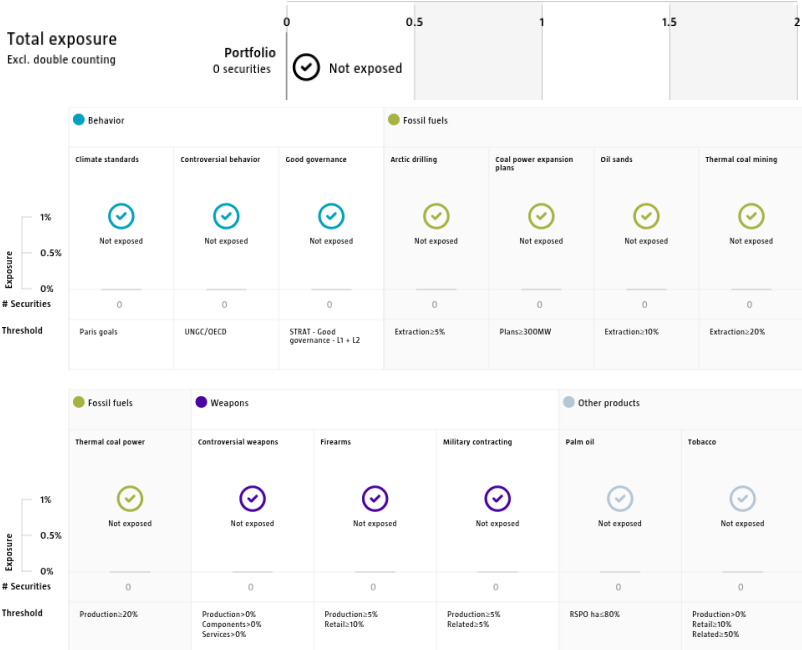 0 0.5 1 1.5 2
Total exposure
Excl. double counting
Portfolio
0 securities
Not exposed
Behavior Fossil fuels
Climate standards Controversial behavior Good governance Arctic drilling Coal power expansion plans Oil sands Thermal coal mining
Exposure
1%
0.5%
0%
Not exposed Not exposed Not exposed Not exposed Not exposed Not exposed Not exposed
# Securities 0 0 0 0 0 0 0
Threshold Paris goals UNGC/OECD STRAT - Good governance - L1 + L2 Extraction≥5% Plans≥300MW Extraction≥10% Extraction≥20%
Fossil fuels Weapons Other products
Thermal coal power Controversial weapons Firearms Military contracting Palm oil Tobacco
Exposure
1%
0.5%
0%
Not exposed Not exposed Not exposed Not exposed Not exposed Not exposed
# Securities 0 0 0 0 0 0
Threshold Production≥20% Production>0% Production≥5% Production≥5% RSPO ha≤80% Production>0%
Components>0% Retail≥10% Related≥5% Retail≥10%
Services>0% Related≥50%